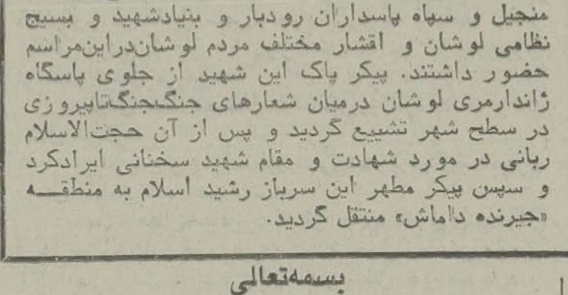 منجیل و سپاه پاسداران رودبار و بنیادشهید و بسیج
نظامی لوشان و اقشار مختلف مردم لوشان‌دراین‌مراسم
حضور داشتند. پیکر پاک این شهید از جلوی پاسگاه
ژاندارمری لوشان درمیان شعارهای جنگ‌جنگ‌تاپیروزی
در سطح شهر تشییع گردید و پس از آن حجت‌الاسلام
ربانی در مورد شهادت و مقام شهید سخنانی ایرادکرد
و سپس پیکر مطهر این سرباز رشید اسلام به منطقــه
«جیرنده داماش» منتقل گردید.
بسمه‌تعالی